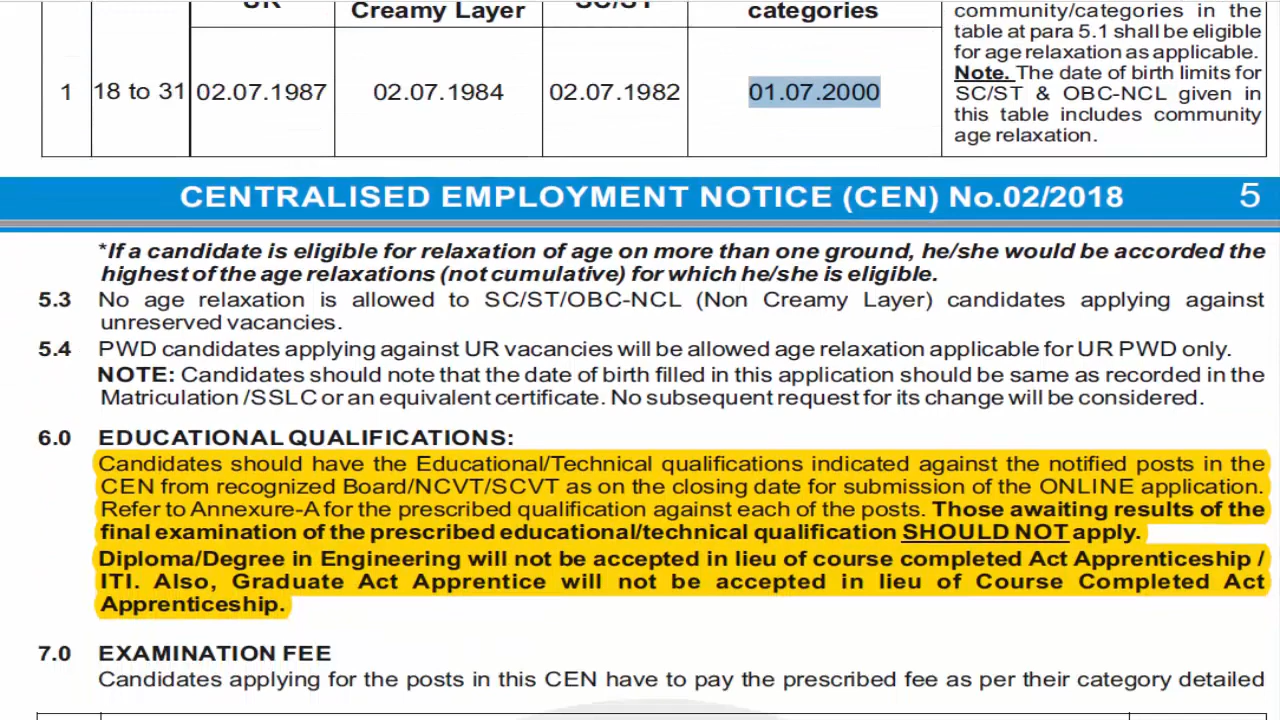 UR
Creamy Layer
SC/ST
categories
community/categories in the
table at para 5.1 shall be eligible
for age relaxation as applicable.
Note. The date of birth limits for
SC/ST & OBC-NCL given in
this table includes community
age relaxation.
1 18 to 31 02.07.1987 02.07.1984 02.07.1982 01.07.2000
CENTRALISED EMPLOYMENT NOTICE (CEN) No.02/2018 5
*If a candidate is eligible for relaxation of age on more than one ground, he/she would be accorded the
highest of the age relaxations (not cumulative) for which he/she is eligible.
5.3 No age relaxation is allowed to SC/ST/OBC-NCL (Non Creamy Layer) candidates applying against
unreserved vacancies.
5.4 PWD candidates applying against UR vacancies will be allowed age relaxation applicable for UR PWD only.
NOTE: Candidates should note that the date of birth filled in this application should be same as recorded in the
Matriculation /SSLC or an equivalent certificate. No subsequent request for its change will be considered.
6.0 EDUCATIONAL QUALIFICATIONS:
Candidates should have the Educational/Technical qualifications indicated against the notified posts in the
CEN from recognized Board/NCVT/SCVT as on the closing date for submission of the ONLINE application.
Refer to Annexure-A for the prescribed qualification against each of the posts. Those awaiting results of the
final examination of the prescribed educational/technical qualification SHOULD NOT apply.
Diploma/Degree in Engineering will not be accepted in lieu of course completed Act Apprenticeship /
ITI. Also, Graduate Act Apprentice will not be accepted in lieu of Course Completed Act
Apprenticeship.
7.0 EXAMINATION FEE
Candidates applying for the posts in this CEN have to pay the prescribed fee as per their category detailed